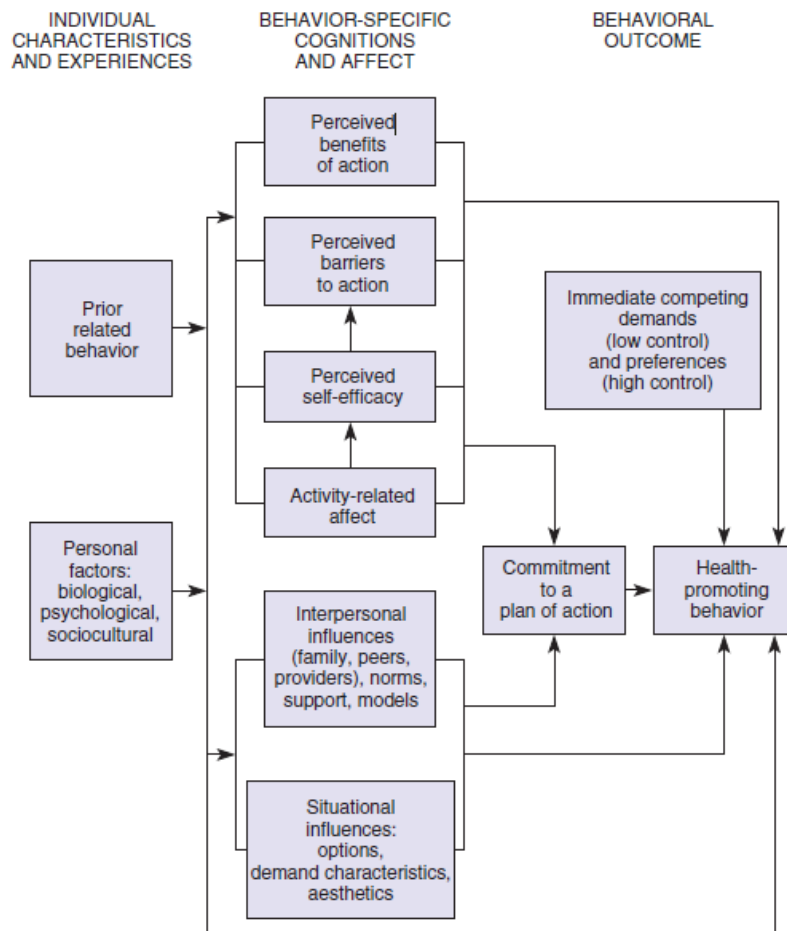 INDIVIDUAL
CHARACTERISTICS
AND EXPERIENCES
BEHAVIOR-SPECIFIC
COGNITIONS
AND AFFECT
BEHAVIORAL
OUTCOME
Perceived
benefits
of action
Perceived
barriers
to action
Prior
related
behavior
Immediate competing
demands
(low control)
and preferences
(high control)
Perceived
self-efficacy
Activity-related
affect
Personal
factors:
biological,
psychological,
sociocultural
Commitment
to a
plan of action
Health-
promoting
behavior
Interpersonal
influences
(family, peers,
providers), norms,
support, models
Situational
influences:
options,
demand characteristics,
aesthetics